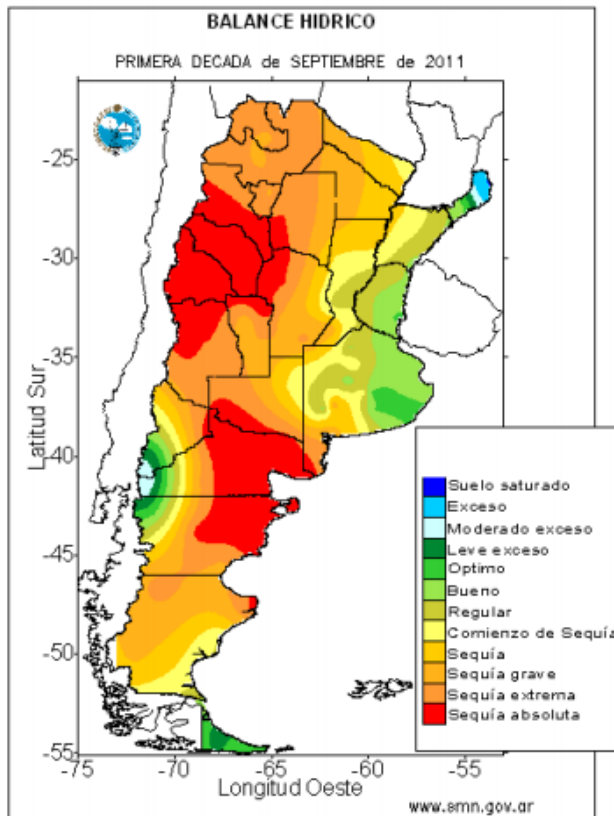 BALANCE HIDRICO
PRIMERA DECADA de SEPTIEMBRE de 2011
-25
-30
-35
-40
-45
-50
-55
Latitud Sur
-75
-70
-65
-60
-55
Longitud Oeste
Suelo saturado
Exceso
Moderado exceso
Leve exceso
Optimo
Bueno
Regular
Comienzo de Sequía
Sequía
Sequía grave
Sequía extrema
Sequía absoluta
www.smn.gov.ar